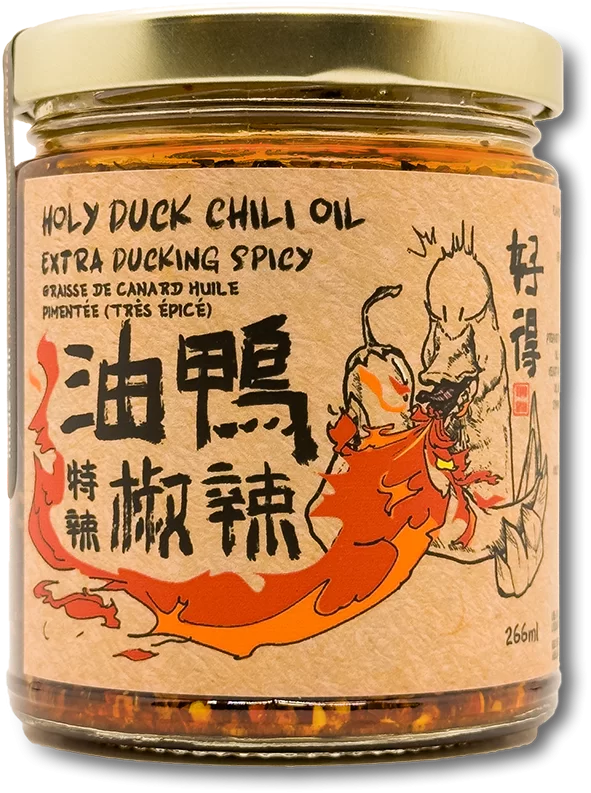 HOLY DUCK CHILI OIL
EXTRA DUCKING SPICY
GRAISSE DE CANARD HUILE
PIMENTÉE (TRÈS ÉPICÉ)
鴨油
辣椒
特辣
好得
266ml